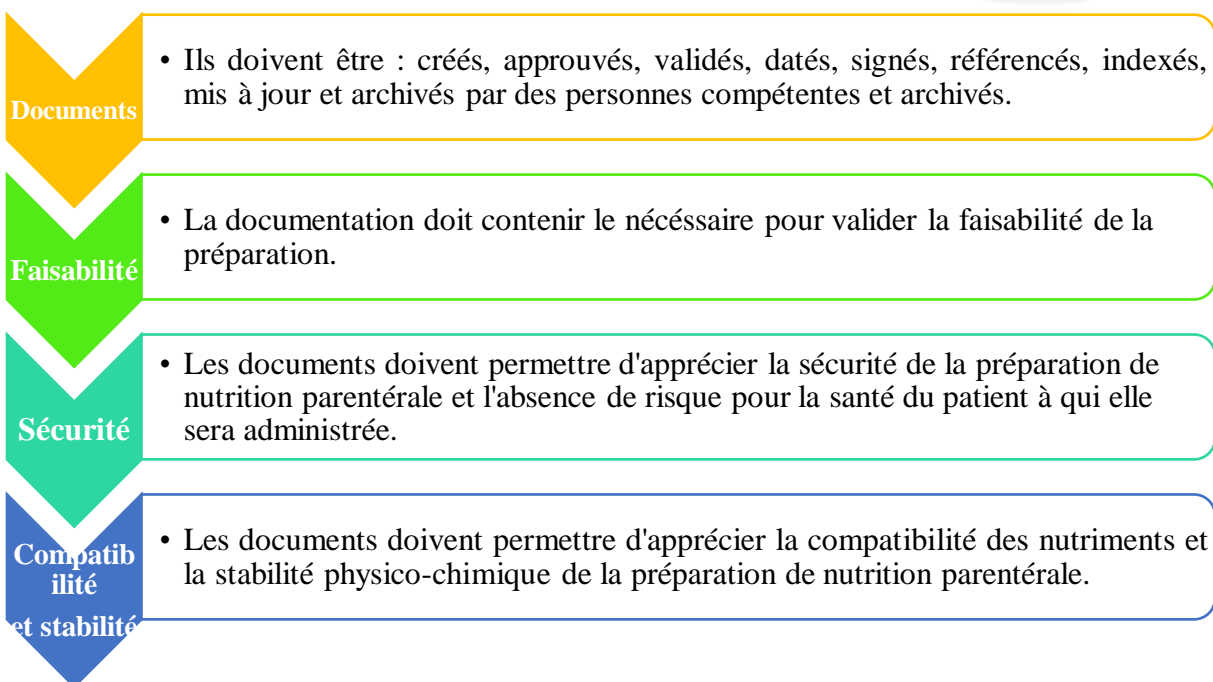 Documents
• Ils doivent être : créés, approuvés, validés, datés, signés, référencés, indexés,
mis à jour et archivés par des personnes compétentes et archivés.
Faisabilité
• La documentation doit contenir le nécéssaire pour valider la faisabilité de la
préparation.
Sécurité
• Les documents doivent permettre d'apprécier la sécurité de la préparation de
nutrition parentérale et l'absence de risque pour la santé du patient à qui elle
sera administrée.
Compatib
ilité
et stabilité
• Les documents doivent permettre d'apprécier la compatibilité des nutriments et
la stabilité physico-chimique de la préparation de nutrition parentérale.